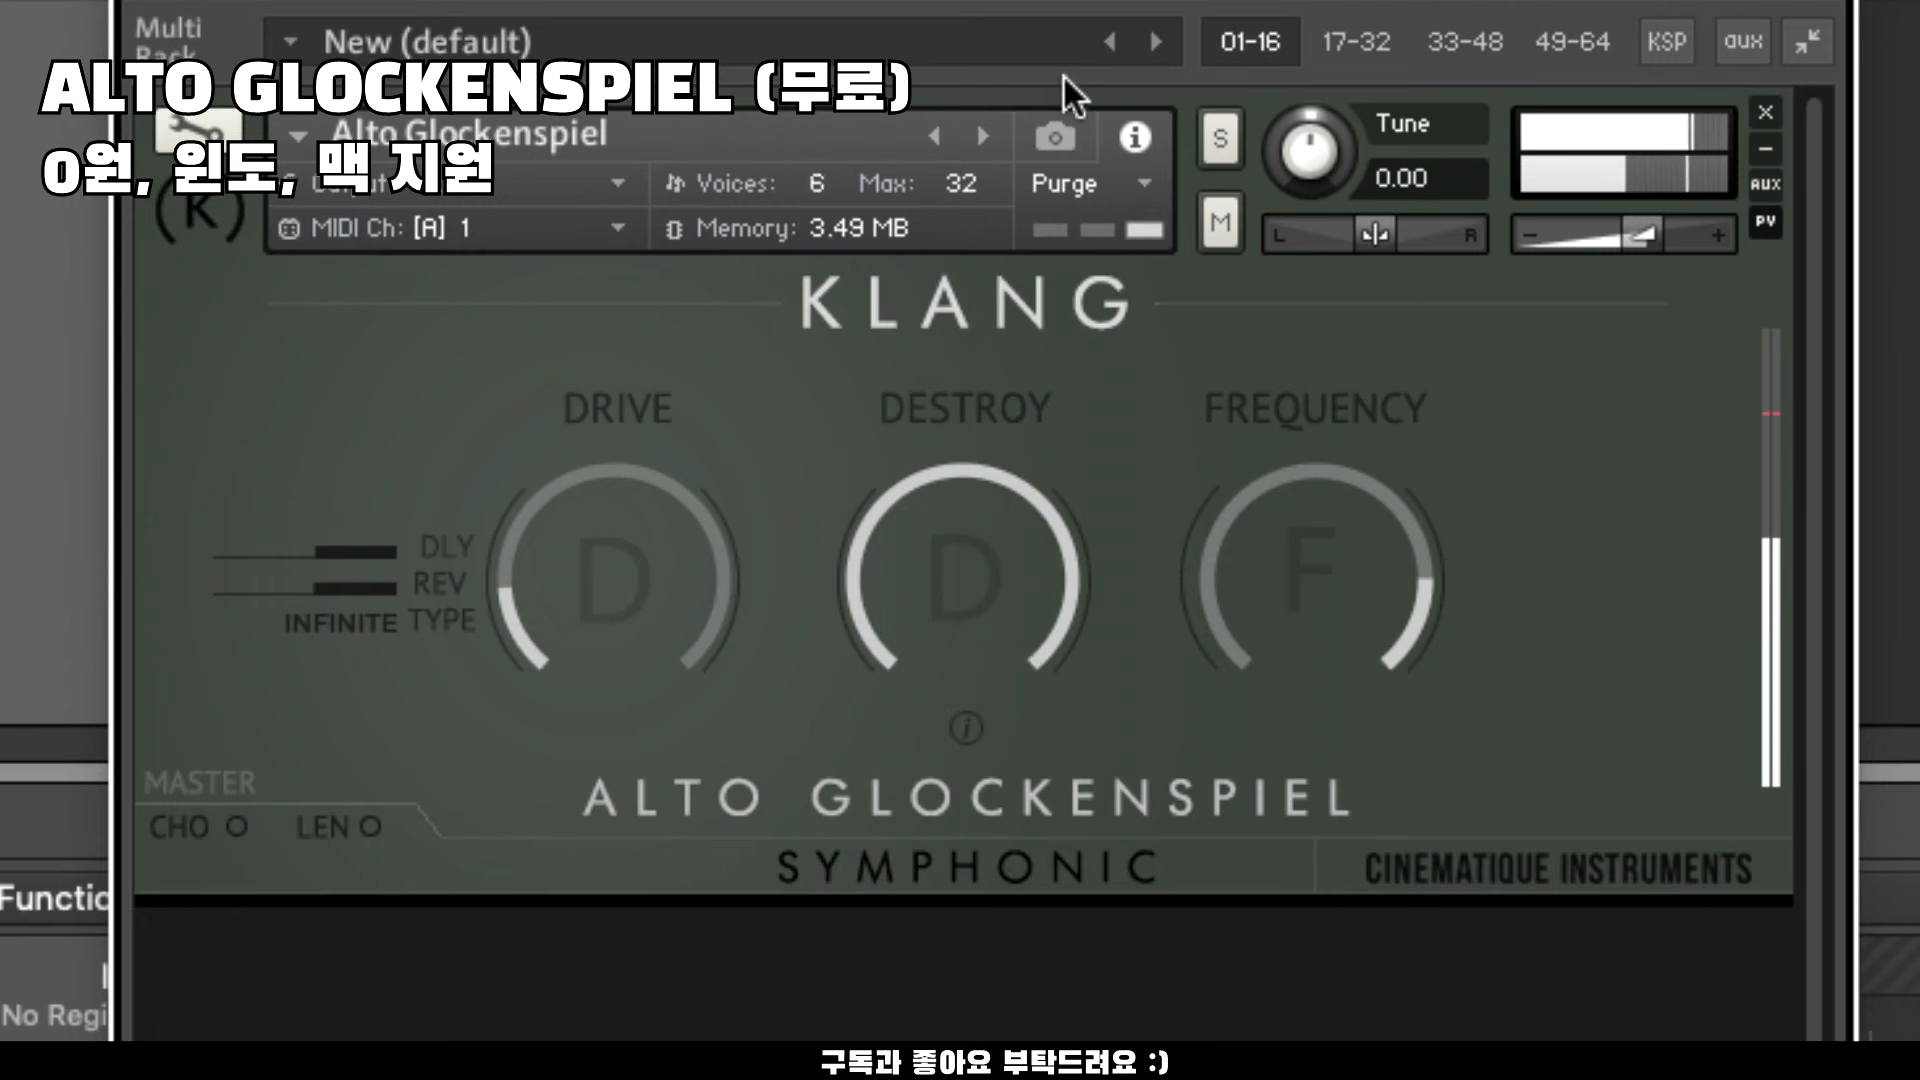 Multi
Rack
New (default)
01-16 17-32 33-48 49-64 KSP aux
ALTO GLOCKENSPIEL (무료)
Alto Glockenspiel
0원, 윈도, 맥 지원
(K)
Voices: 6 Max: 32
Purge
MIDI Ch: [A] 1
Memory: 3.49 MB
S
M
Tune
0.00
L R
- +
X
-
AUX
PV
KLANG
DRIVE DESTROY FREQUENCY
D D F
DLY
REV
INFINITE TYPE
i
MASTER
CHO LEN
ALTO GLOCKENSPIEL
SYMPHONIC
CINEMATIQUE INSTRUMENTS
No Regi
구독과 좋아요 부탁드려요 :)